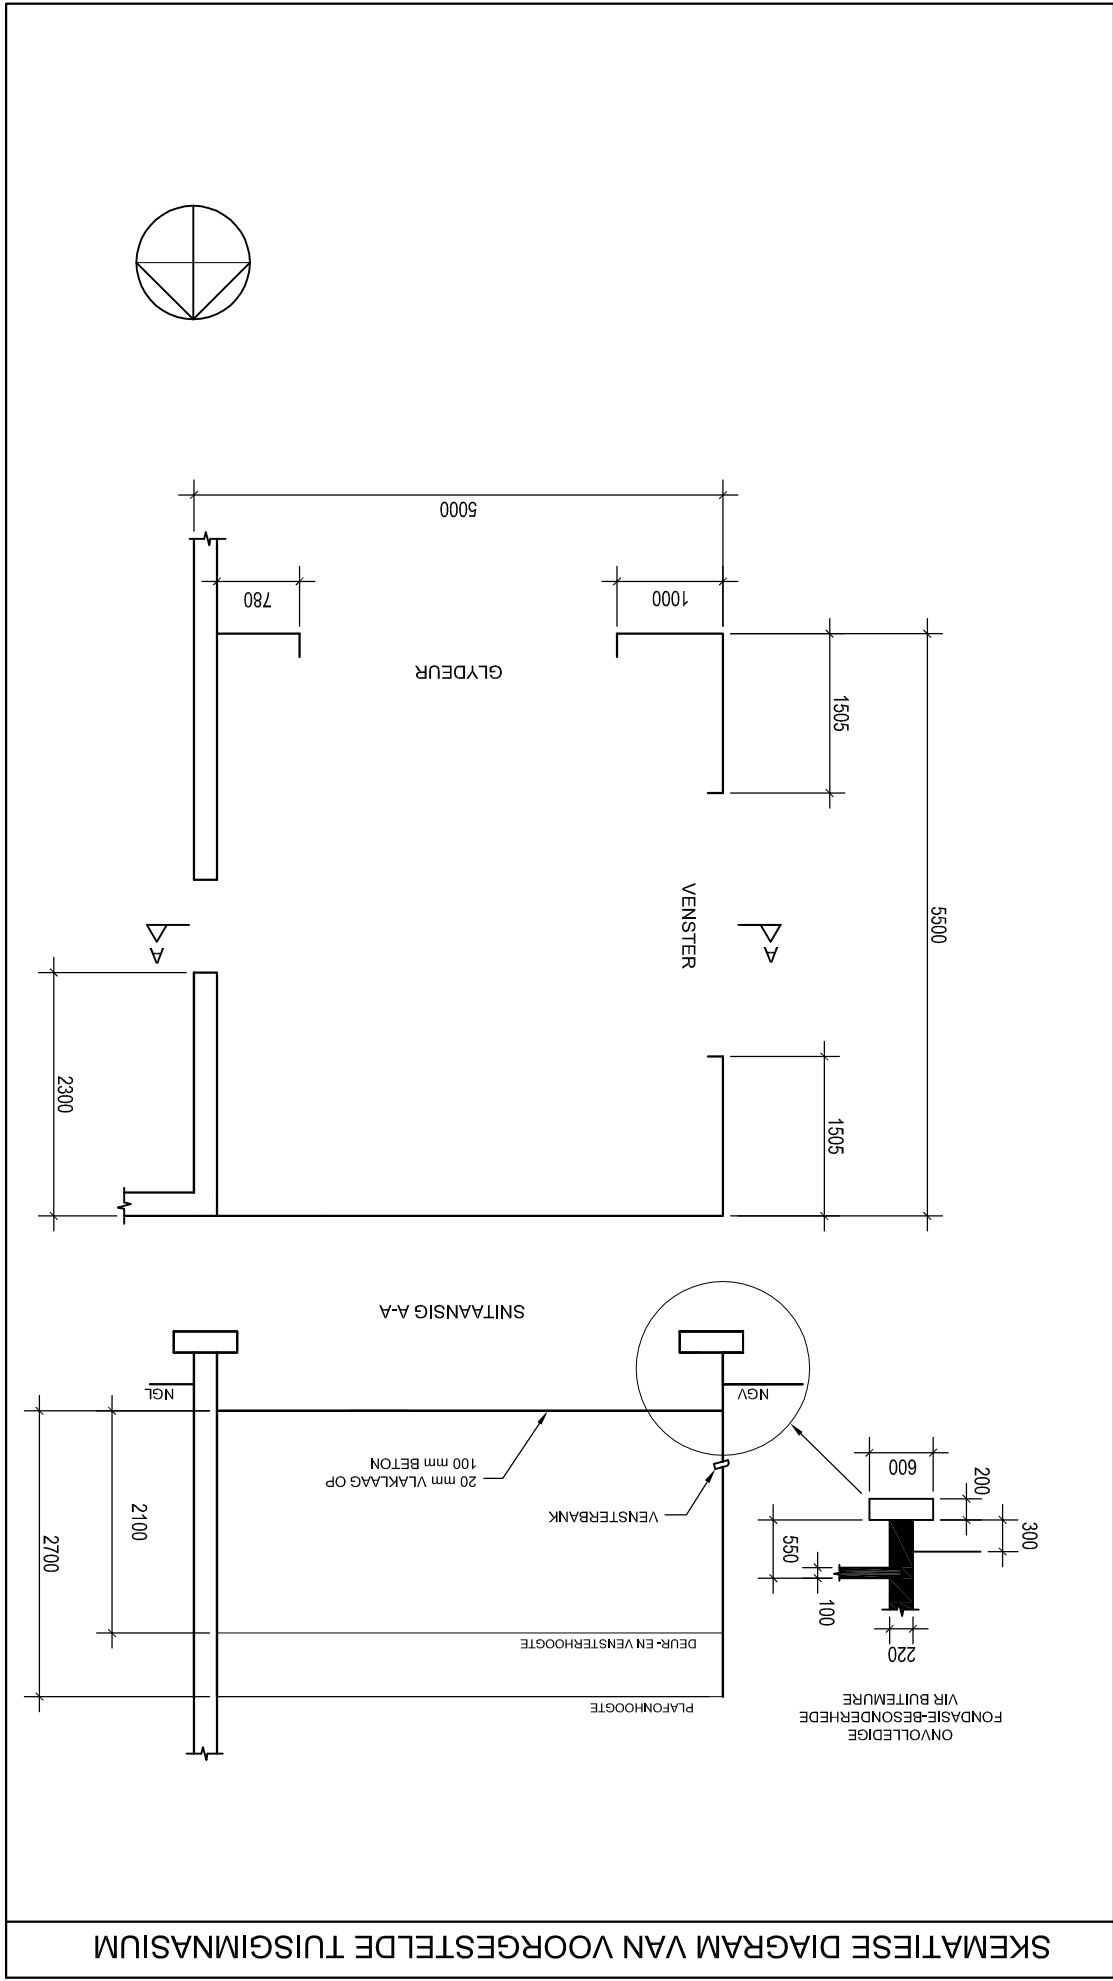 SKEMATIESE DIAGRAM VAN VOORGESTELDE TUISGIMNASIUM
ONVOLLEDIGE
FONDASIE-BESONDERHEDE
VIR BUITEMURE
220
100
550
300
200
600
PLAFONHOOGTE
DEUR- EN VENSTERHOOGTE
2700
2100
VENSTERBANK
20 mm VLAKLAAG OP
100 mm BETON
NGV
NGL
SNITAANSIG A-A
1505
2300
A
A
5500
VENSTER
1505
GLYDEUR
1000
780
5000